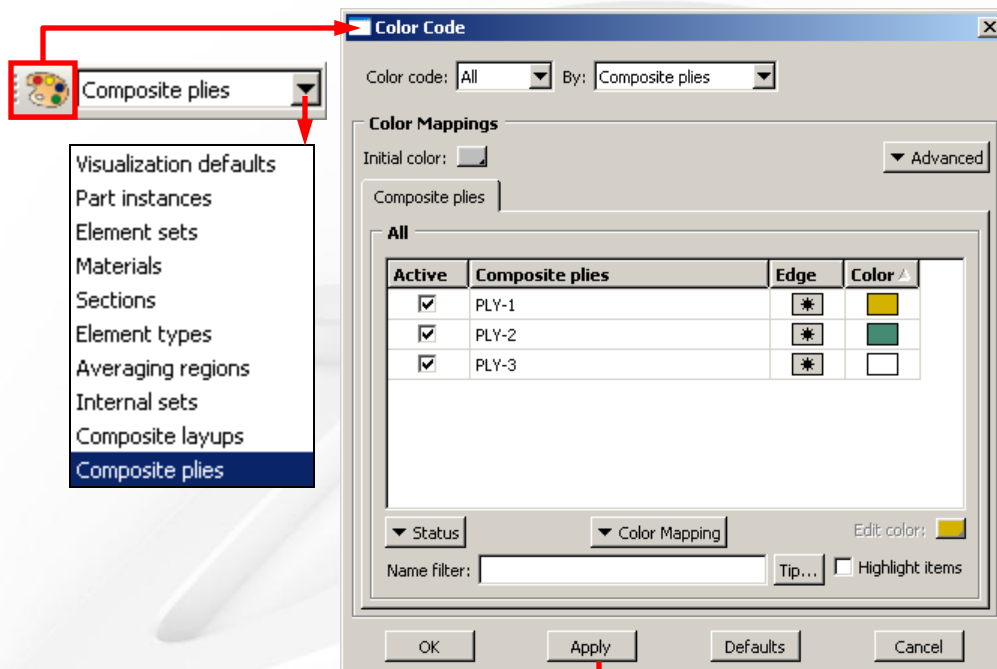 Composite plies
Visualization defaults
Part instances
Element sets
Materials
Sections
Element types
Averaging regions
Internal sets
Composite layups
Composite plies
Color Code
Color code: All By: Composite plies
Color Mappings
Initial color:
Advanced
Composite plies
All
Active Composite plies Edge Color
PLY-1
PLY-2
PLY-3
Status Color Mapping Edit color:
Name filter: Tip... Highlight items
OK Apply Defaults Cancel